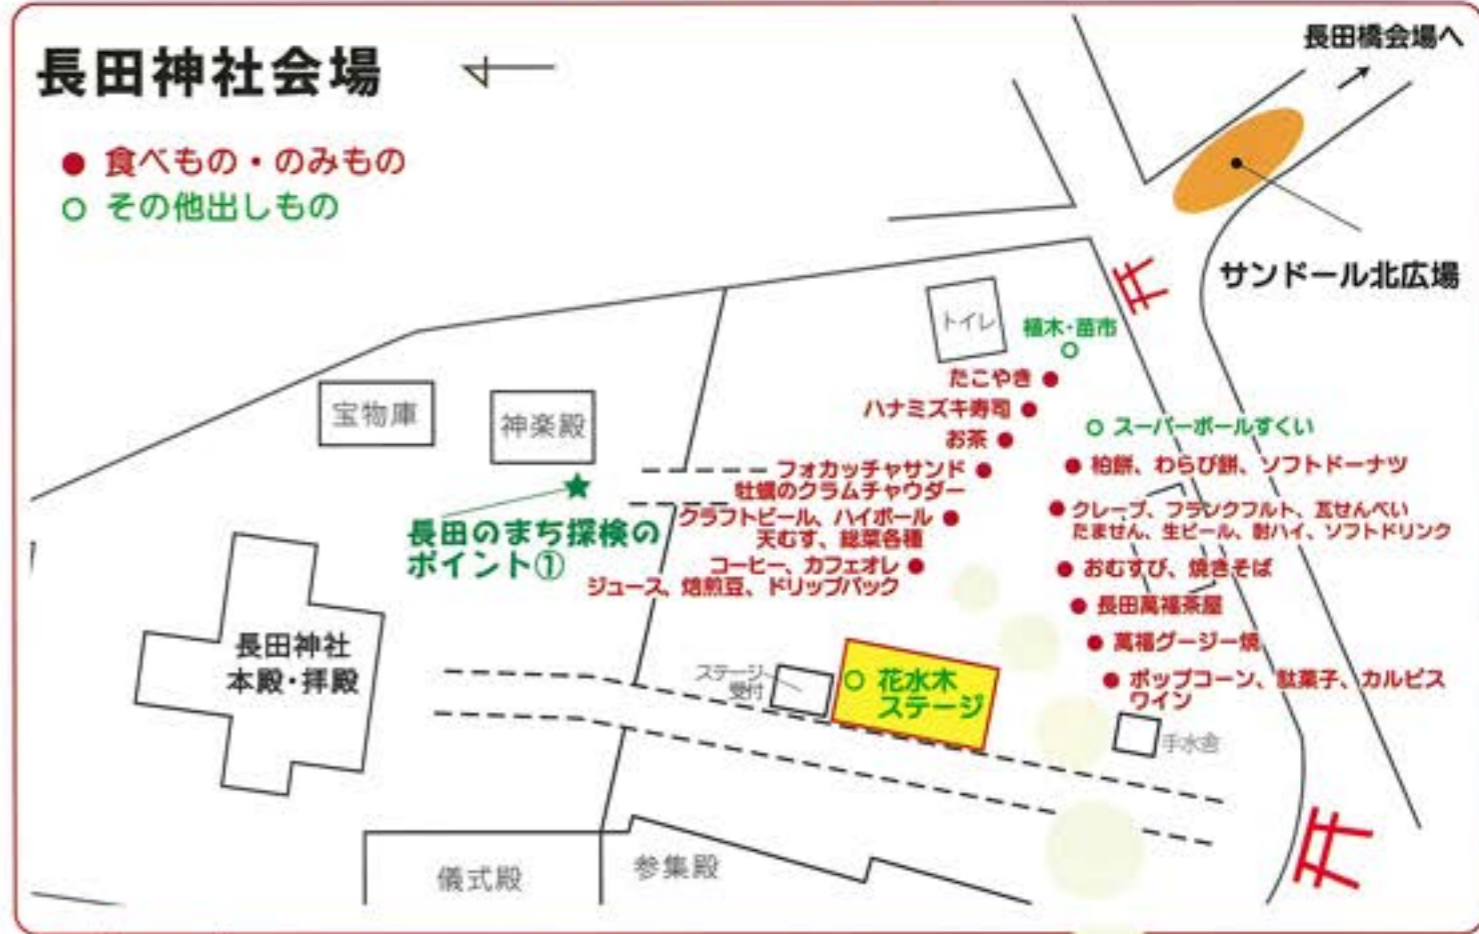 長田神社会場
● 食べもの・のみもの
○ その他出しもの
長田橋会場へ
サンドール北広場
トイレ
植木・苗市
たこやき
ハナミズキ寿司
お茶
フォカッチャサンド
牡蠣のクラムチャウダー
クラフトビール、ハイボール
天むす、総菜各種
コーヒー、カフェオレ
ジュース、焙煎豆、ドリップパック
スーパーボールすくい
柏餅、わらび餅、ソフトドーナツ
クレープ、フランクフルト、瓦せんべい
たません、生ビール、酎ハイ、ソフトドリンク
おむすび、焼きそば
長田萬福茶屋
萬福グージー焼
ポップコーン、駄菓子、カルピス
ワイン
宝物庫
神楽殿
長田のまち探検の
ポイント①
長田神社
本殿・拝殿
ステージ
受付
花水木
ステージ
手水舎
儀式殿
参集殿